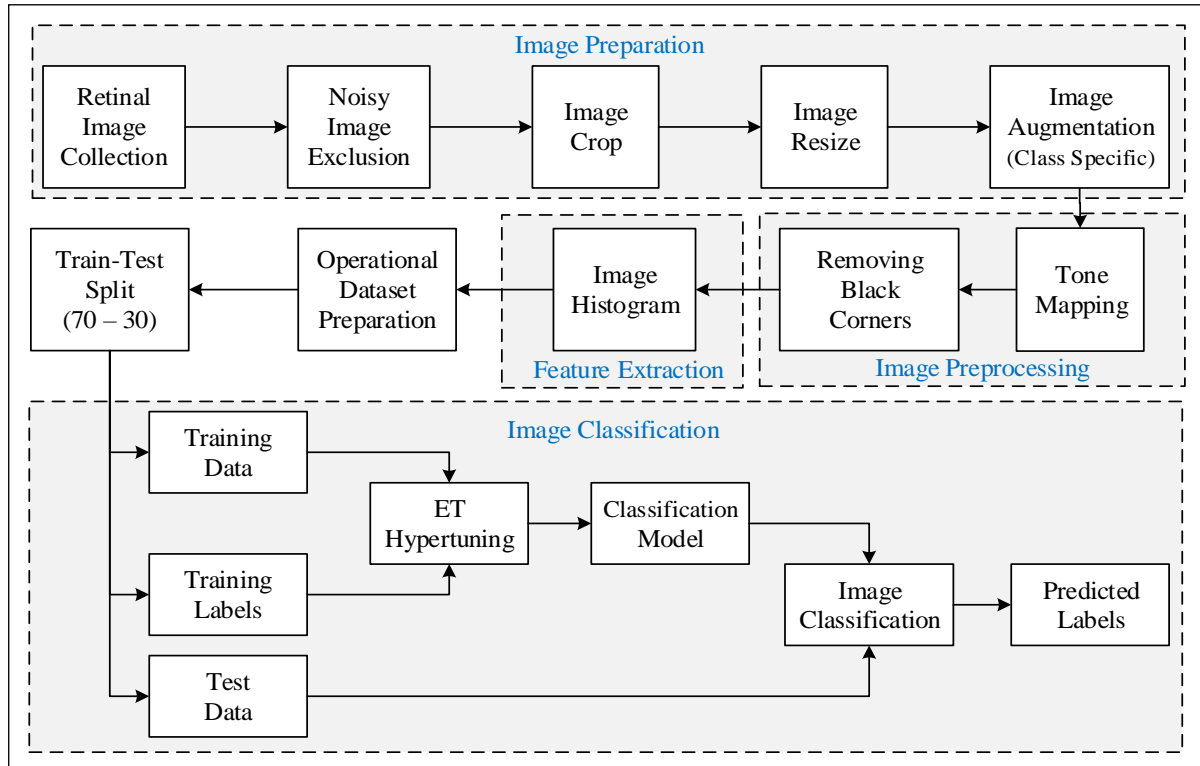 Image Preparation
Retinal
Image
Collection
Noisy
Image
Exclusion
Image
Crop
Image
Resize
Image
Augmentation
(Class Specific)
Train-Test
Split
(70 – 30)
Operational
Dataset
Preparation
Image
Histogram
Feature Extraction
Removing
Black
Corners
Tone
Mapping
Image Preprocessing
Image Classification
Training
Data
ET
Hypertuning
Classification
Model
Training
Labels
Image
Classification
Predicted
Labels
Test
Data